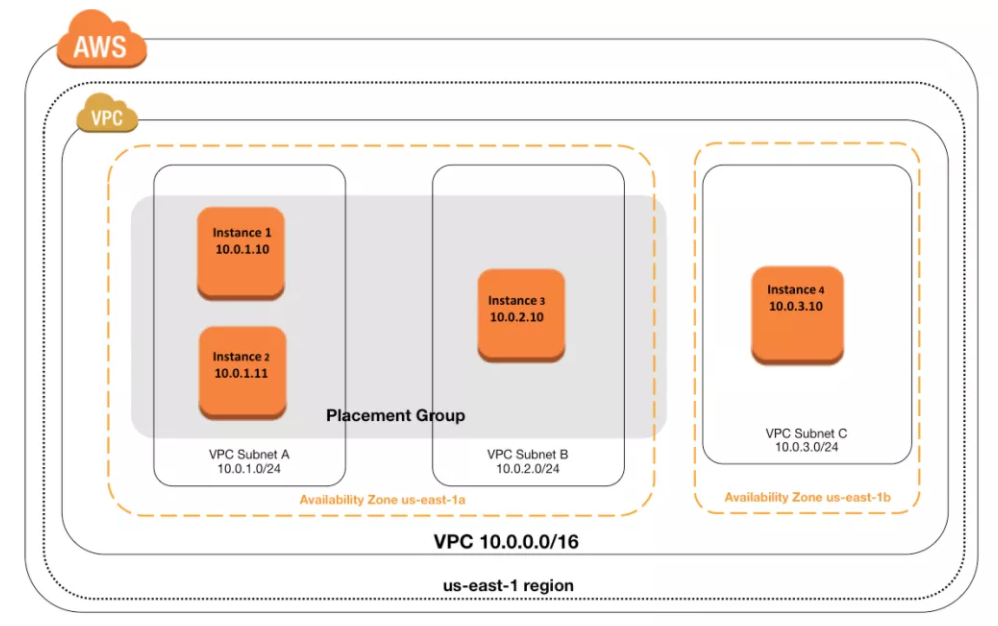 AWS
VPC
Instance 1
10.0.1.10
Instance 2
10.0.1.11
Instance 3
10.0.2.10
Instance 4
10.0.3.10
Placement Group
VPC Subnet A
10.0.1.0/24
VPC Subnet B
10.0.2.0/24
VPC Subnet C
10.0.3.0/24
Availability Zone us-east-1a
Availability Zone us-east-1b
VPC 10.0.0.0/16
us-east-1 region